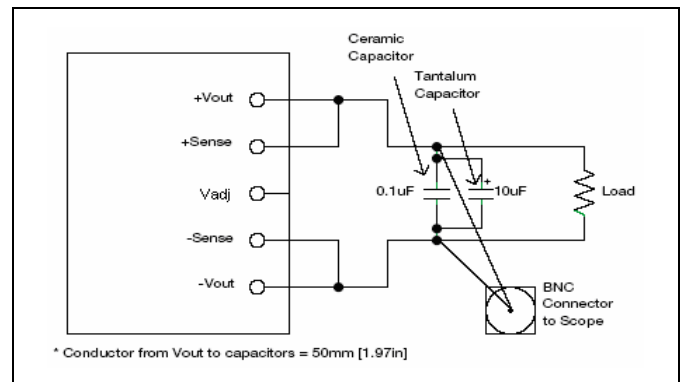 Ceramic
Capacitor
Tantalum
Capacitor
+Vout
+Sense
Vadj
-Sense
-Vout
0.1uF
+
10uF
Load
BNC
Connector
to Scope
* Conductor from Vout to capacitors = 50mm [1.97in]